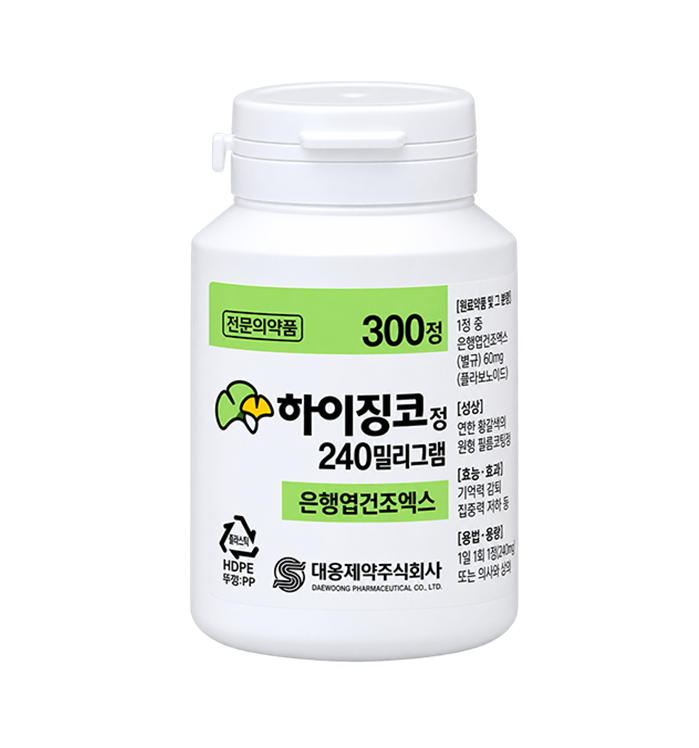 전문의약품
300정
하이징코정
240밀리그램
은행엽건조엑스
플라스틱
HDPE
뚜껑:PP
대웅제약주식회사
DAEWOONG PHARMACEUTICAL CO., LTD.
[원료약품 및 그 분량]
1정 중
은행엽건조엑스
(별규) 60mg
(플라보노이드)
[성상]
연한 황갈색의
원형 필름코팅정
[효능·효과]
기억력 감퇴
집중력 저하 등
[용법·용량]
1일 1회 1정(240mg)
또는 의사와 상의